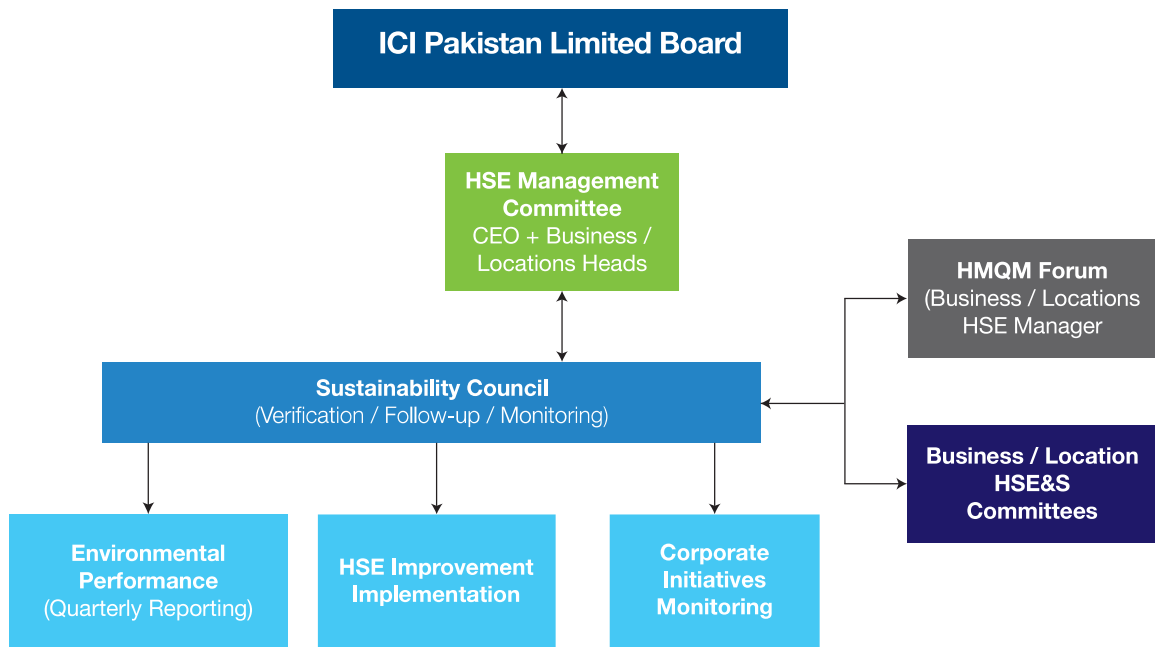 ICI Pakistan Limited Board
HSE Management
Committee
CEO + Business /
Locations Heads
HMQM Forum
(Business / Locations
HSE Manager
Sustainability Council
(Verification / Follow-up / Monitoring)
Business / Location
HSE&S
Committees
Environmental
Performance
(Quarterly Reporting)
HSE Improvement
Implementation
Corporate
Initiatives
Monitoring